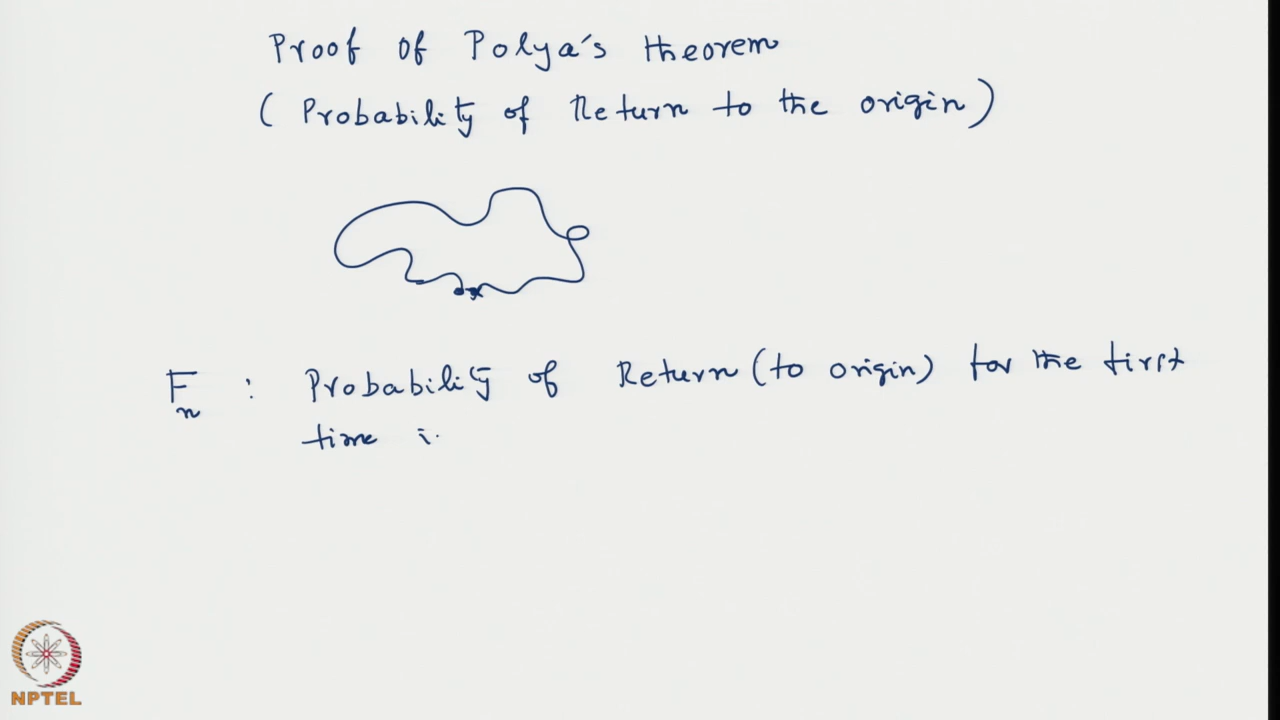 Proof of Polya's theorem
( Probability of Return to the origin )
F_n : Probability of Return (to origin) for the first
time i
NPTEL